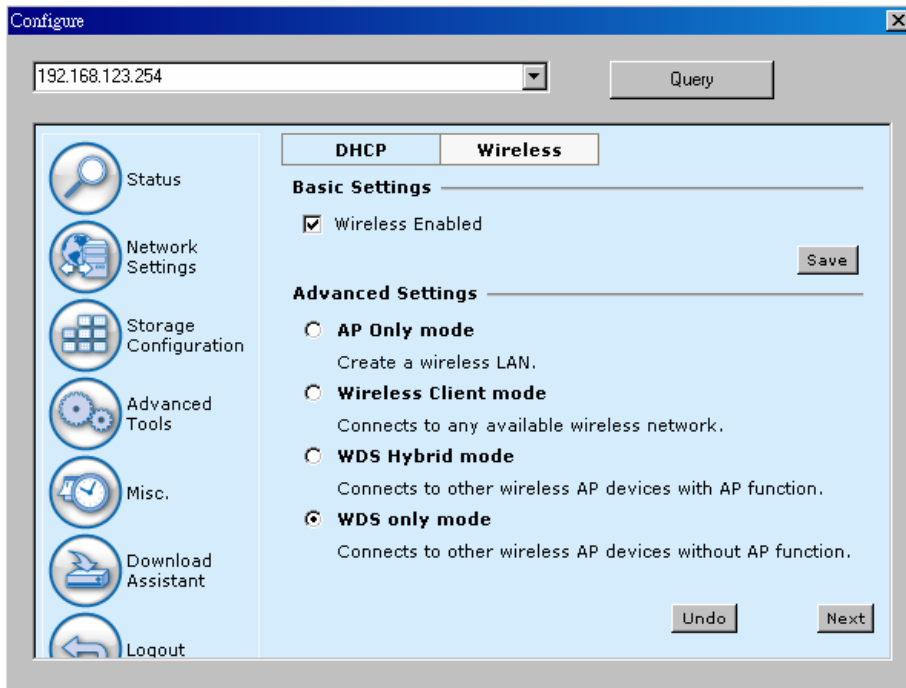 Configure
192.168.123.254
Query
Status
Network
Settings
Storage
Configuration
Advanced
Tools
Misc.
Download
Assistant
Logout
DHCP
Wireless
Basic Settings
Wireless Enabled
Save
Advanced Settings
AP Only mode
Create a wireless LAN.
Wireless Client mode
Connects to any available wireless network.
WDS Hybrid mode
Connects to other wireless AP devices with AP function.
WDS only mode
Connects to other wireless AP devices without AP function.
Undo
Next